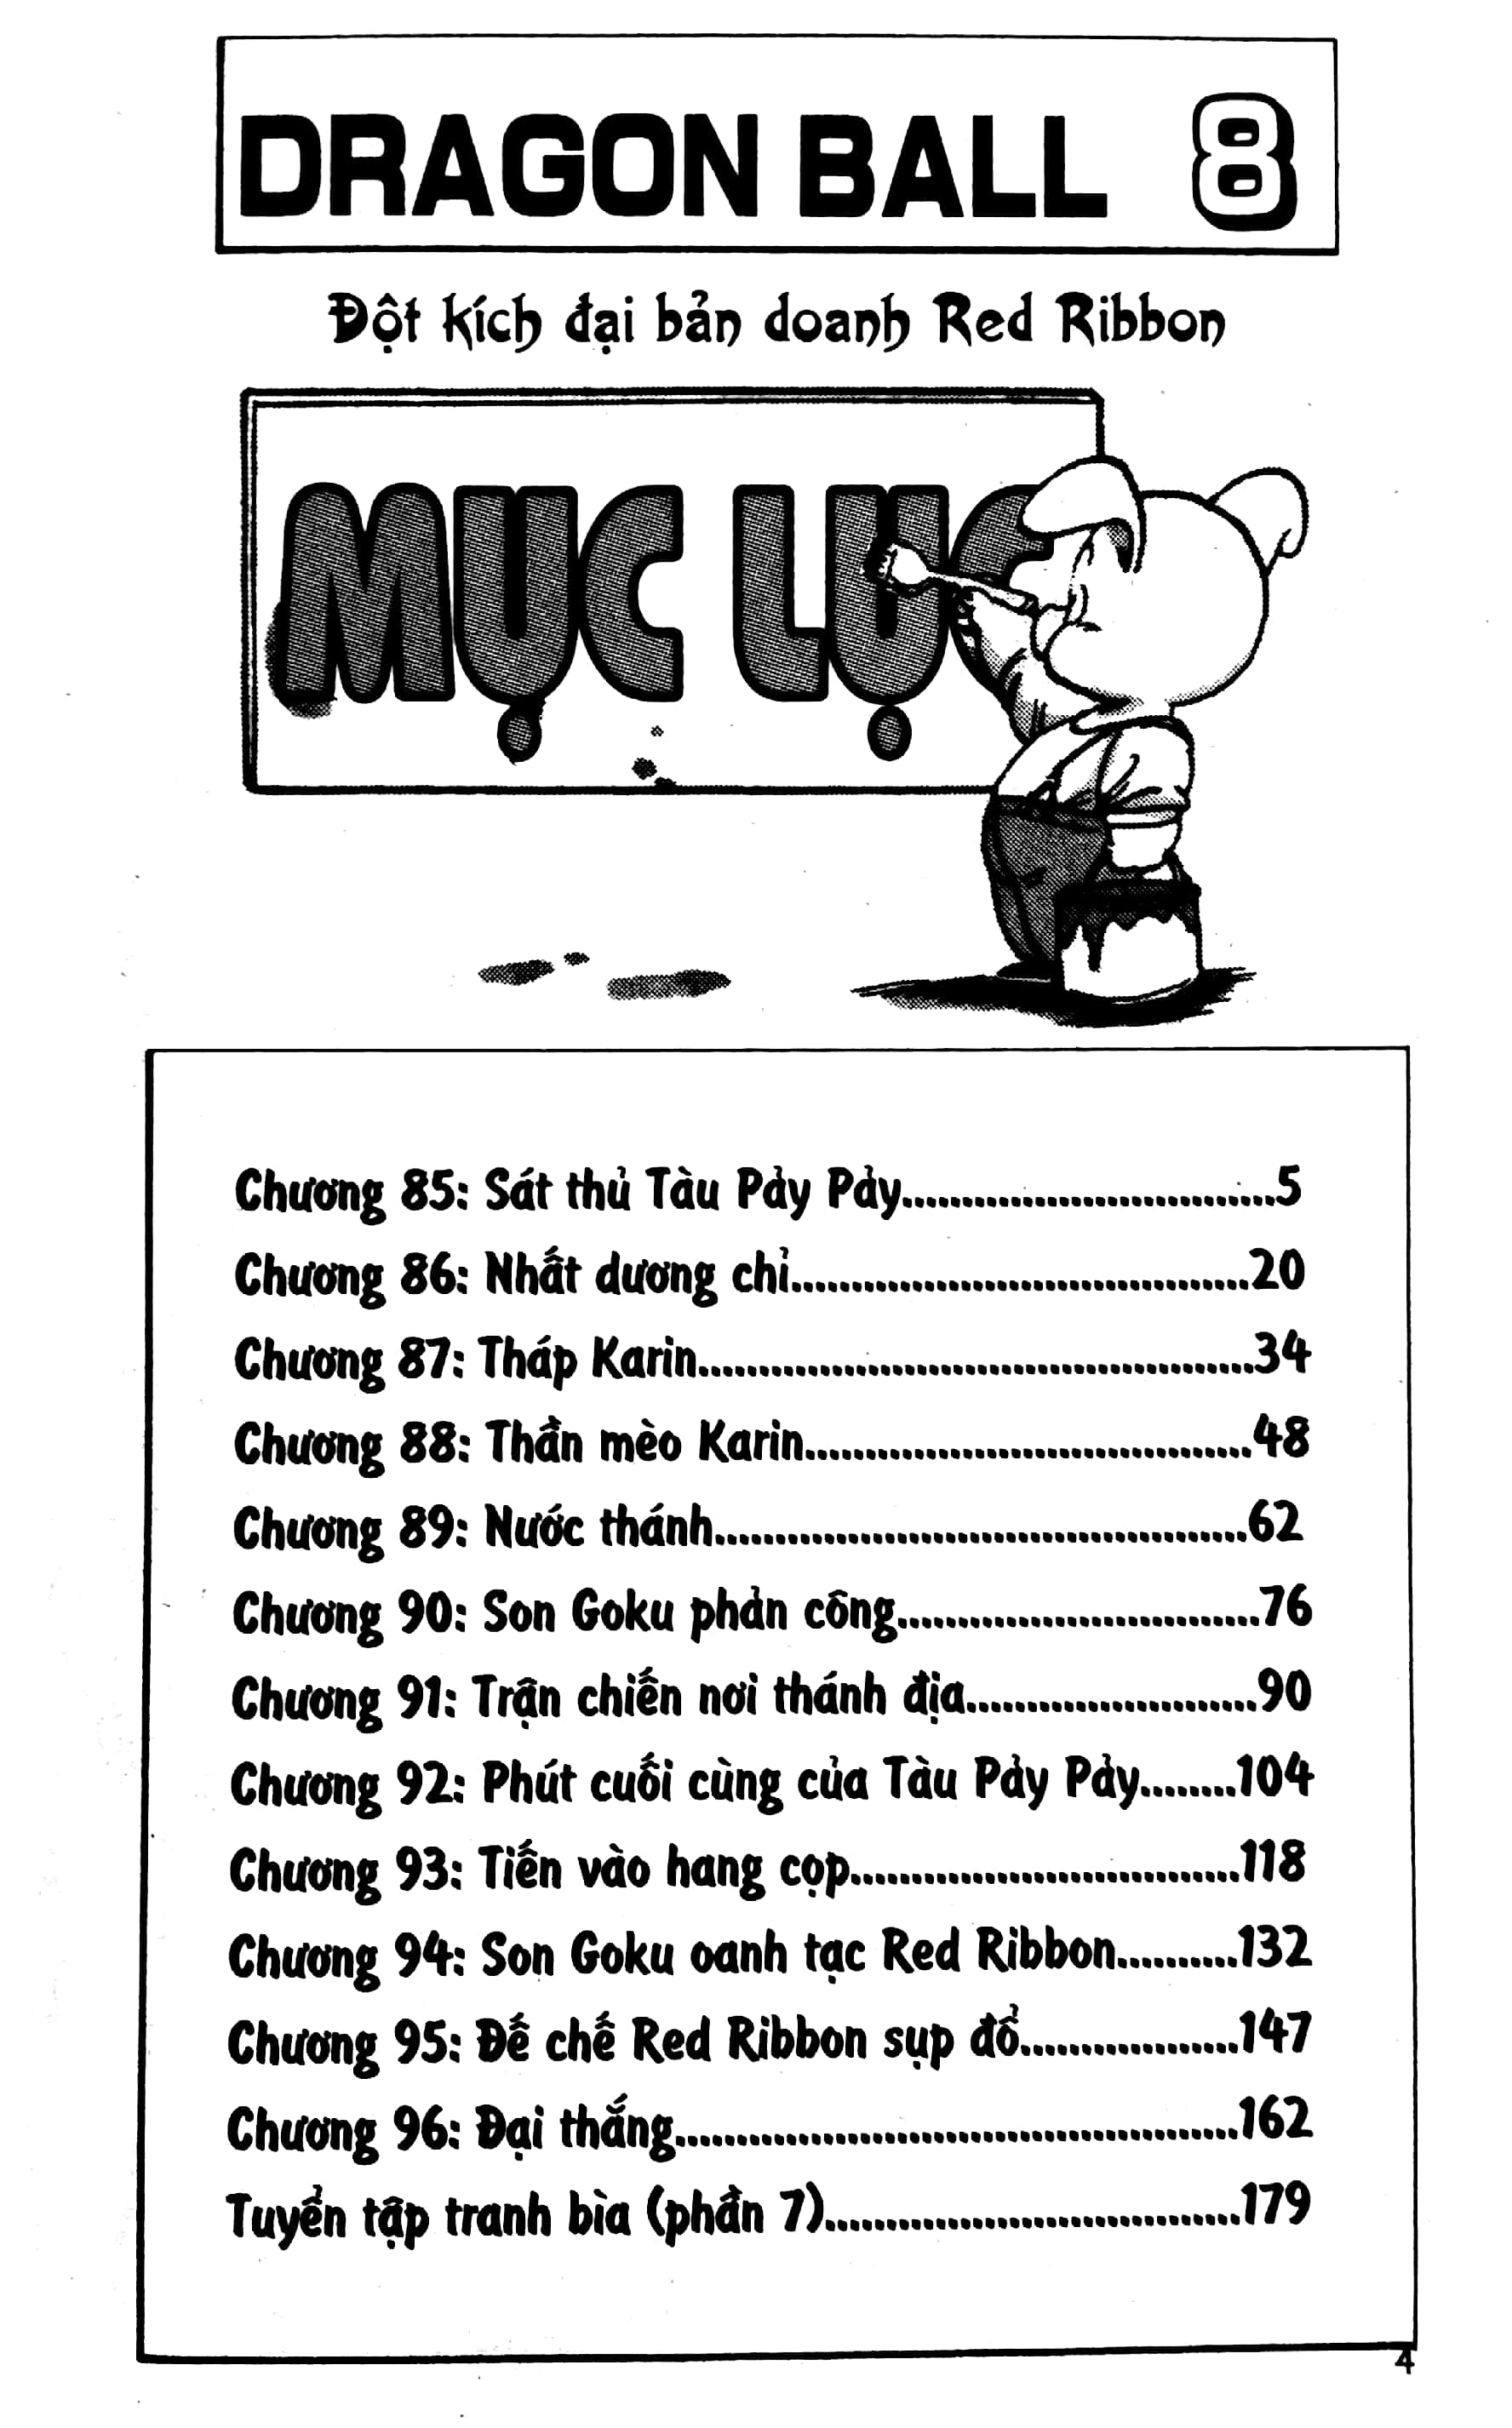 DRAGON BALL 8
Đột kích đại bản doanh Red Ribbon
MỤC LỤC
Chương 85: Sát thủ Tàu Pảy Pảy...............................5
Chương 86: Nhất dương chỉ......................................20
Chương 87: Tháp Karin..............................................34
Chương 88: Thần mèo Karin.....................................48
Chương 89: Nước thánh............................................62
Chương 90: Son Goku phản công..............................76
Chương 91: Trận chiến nơi thánh địa........................90
Chương 92: Phút cuối cùng của Tàu Pảy Pảy........104
Chương 93: Tiến vào hang cọp................................118
Chương 94: Son Goku oanh tạc Red Ribbon..........132
Chương 95: Đế chế Red Ribbon sụp đổ..................147
Chương 96: Đại thắng..............................................162
Tuyển tập tranh bìa (phần 7)..................................179
4